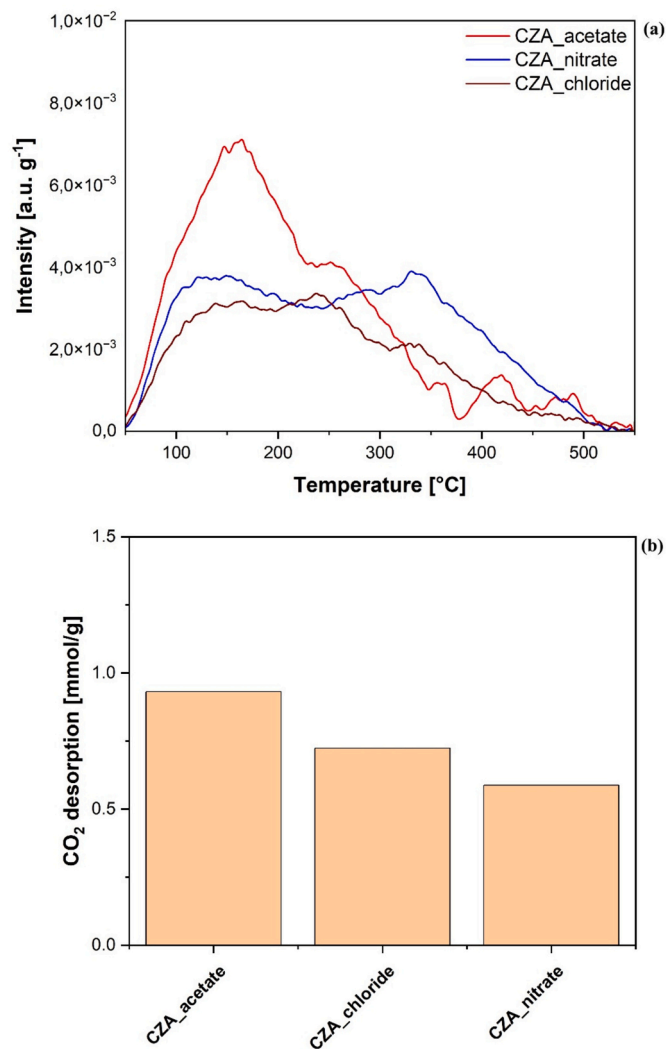 (a)
CZA_acetate
CZA_nitrate
CZA_chloride
1,0×10⁻²
8,0×10⁻³
6,0×10⁻³
4,0×10⁻³
2,0×10⁻³
0,0
Intensity [a.u. g⁻¹]
100 200 300 400 500
Temperature [°C]
(b)
1.5
1.0
0.5
0.0
CO₂ desorption [mmol/g]
CZA_acetate
CZA_chloride
CZA_nitrate